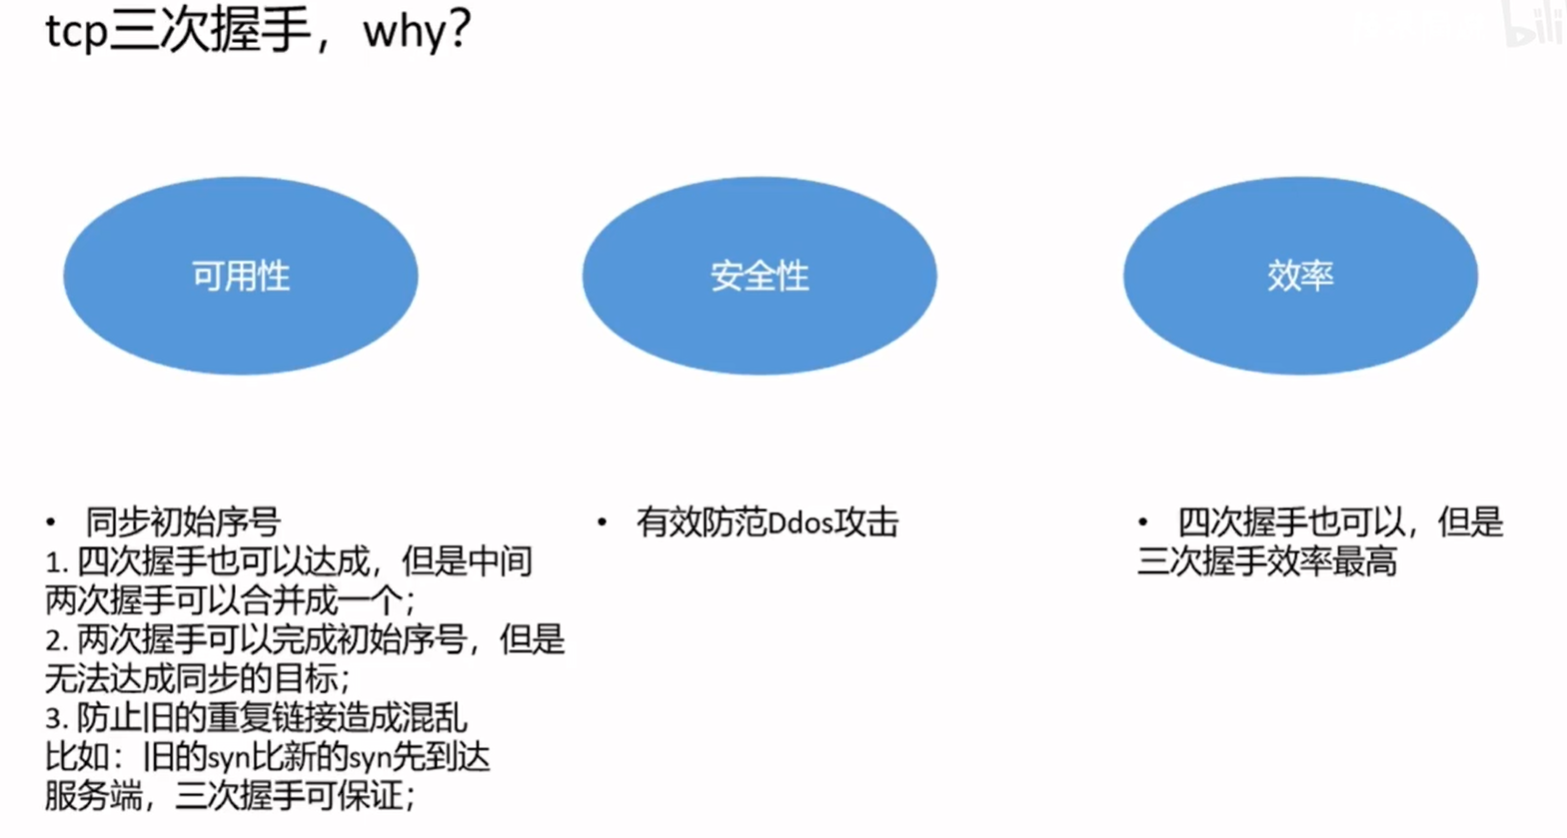 tcp三次握手，why？
bili
可用性
安全性
效率
• 同步初始序号
1. 四次握手也可以达成，但是中间
两次握手可以合并成一个；
2. 两次握手可以完成初始序号，但是
无法达成同步的目标；
3. 防止旧的重复链接造成混乱
比如：旧的syn比新的syn先到达
服务端，三次握手可保证；
• 有效防范Ddos攻击
• 四次握手也可以，但是
三次握手效率最高